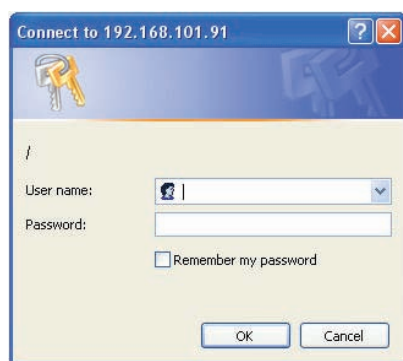 Connect to 192.168.101.91
/
User name:
Password:
Remember my password
OK Cancel